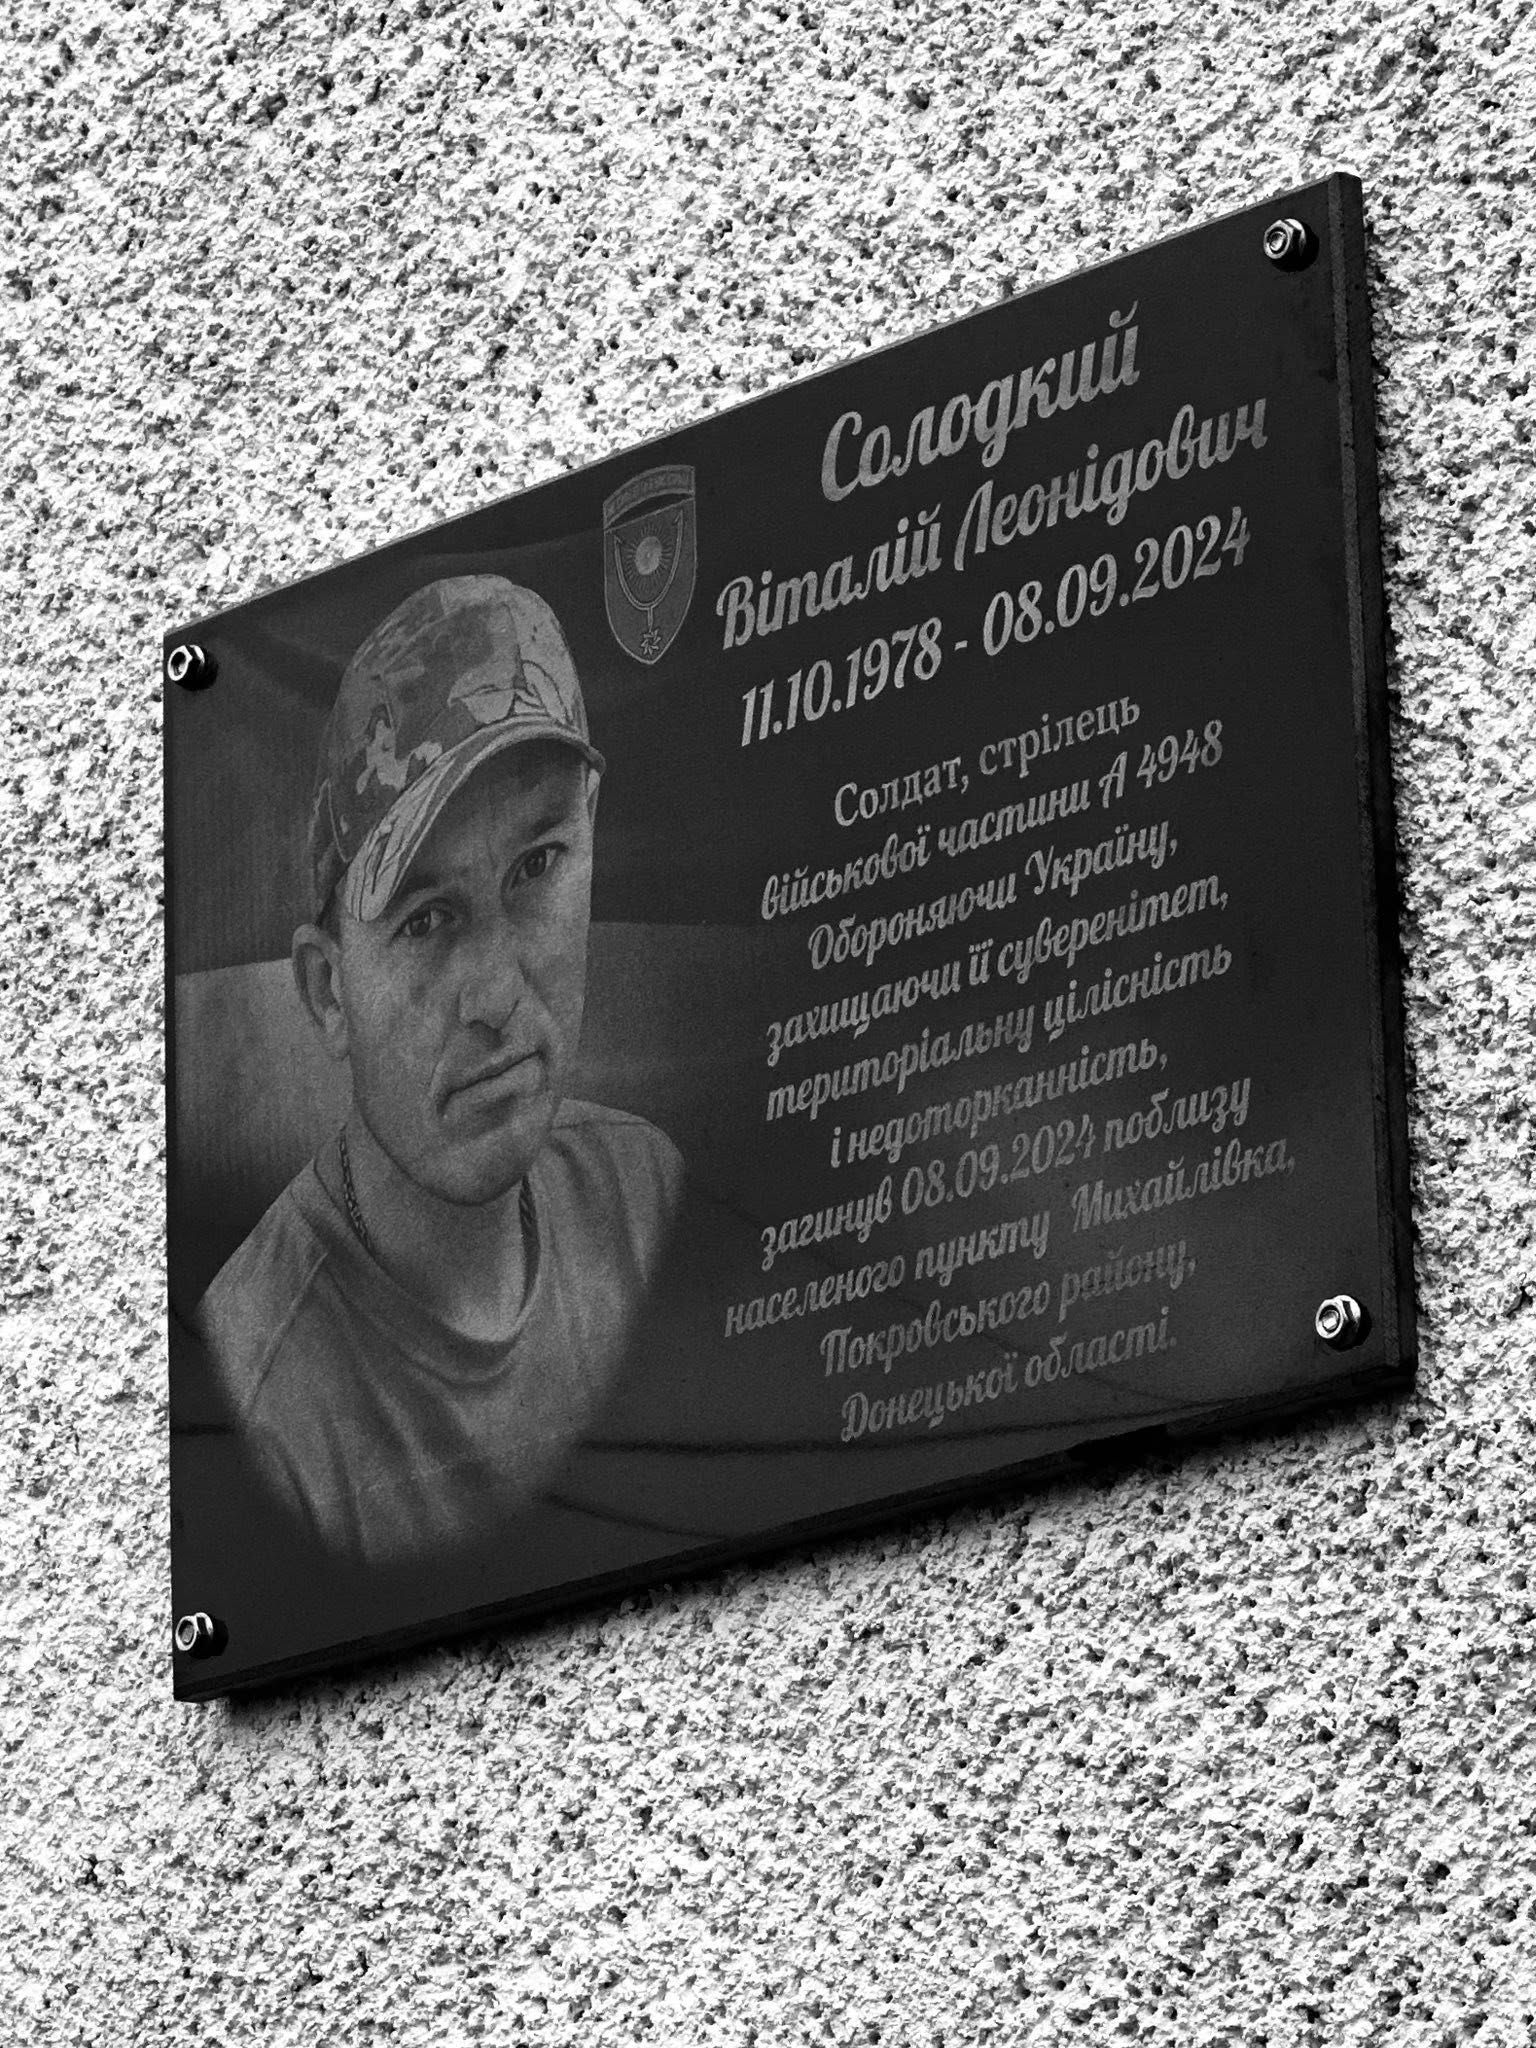 Солодкий
Віталій Леонідович
11.10.1978 - 08.09.2024
Солдат, стрілець
військової частини А 4948
Обороняючи Україну,
захищаючи її суверенітет,
територіальну цілісність
і недоторканність,
загинув 08.09.2024 поблизу
населеного пункту Михайлівка,
Покровського району,
Донецької області.